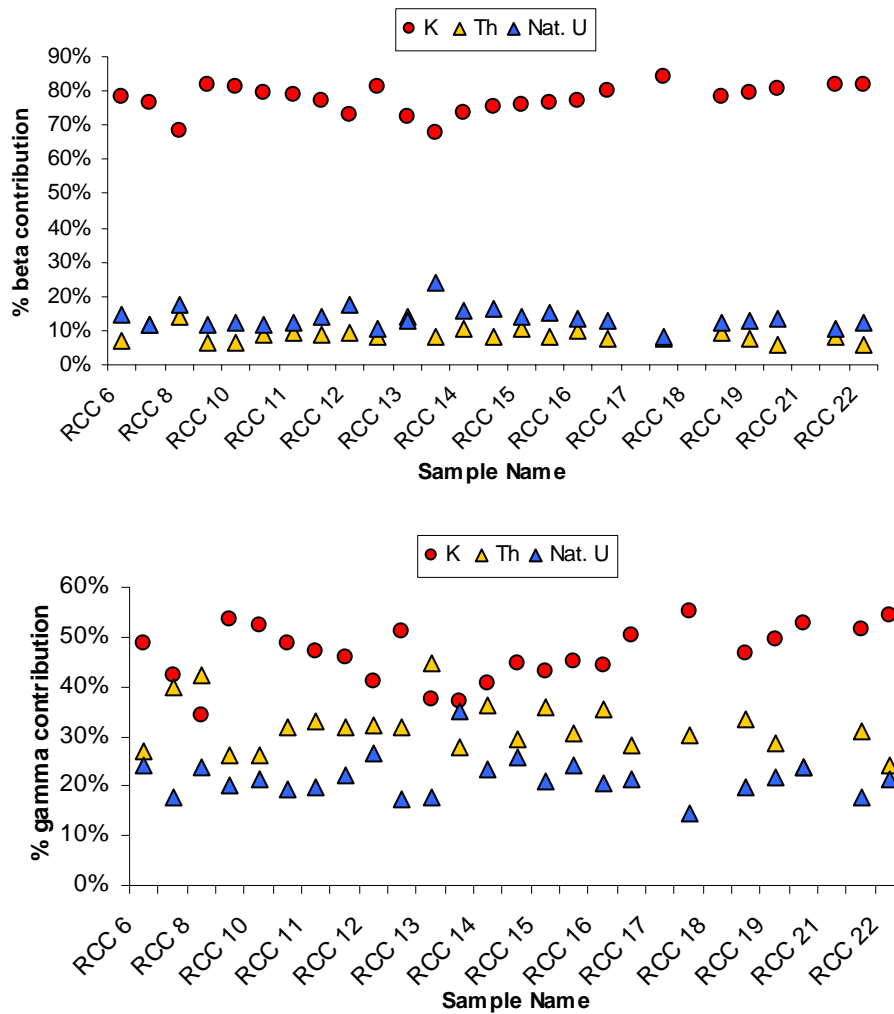 K Th Nat. U
90%
80%
70%
60%
50%
40%
30%
20%
10%
0%
% beta contribution
RCC 6
RCC 8
RCC 10
RCC 11
RCC 12
RCC 13
RCC 14
RCC 15
RCC 16
RCC 17
RCC 18
RCC 19
RCC 21
RCC 22
Sample Name
K Th Nat. U
60%
50%
40%
30%
20%
10%
0%
% gamma contribution
RCC 6
RCC 8
RCC 10
RCC 11
RCC 12
RCC 13
RCC 14
RCC 15
RCC 16
RCC 17
RCC 18
RCC 19
RCC 21
RCC 22
Sample Name